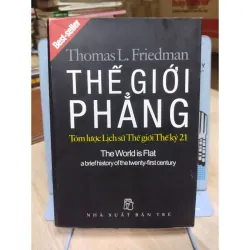 Best-seller
Thomas L. Friedman
THẾ GIỚI
PHẲNG
Tóm lược Lịch sử Thế giới Thế kỷ 21
The World is Flat
a brief history of the twenty-first century
NHÀ XUẤT BẢN TRẺ